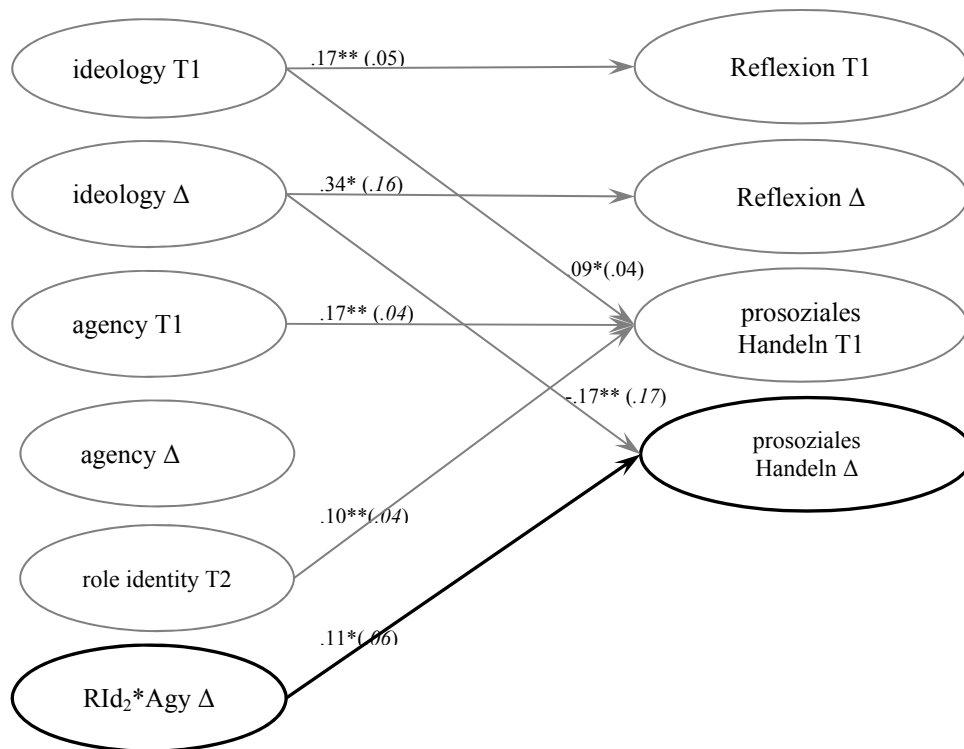 ideology T1
.17** (.05)
Reflexion T1
ideology Δ
.34* (.16)
Reflexion Δ
.09*(.04)
agency T1
.17** (.04)
prosoziales
Handeln T1
-.17** (.17)
agency Δ
prosoziales
Handeln Δ
.10**(.04)
role identity T2
.11*(.06)
RId₂*Agy Δ